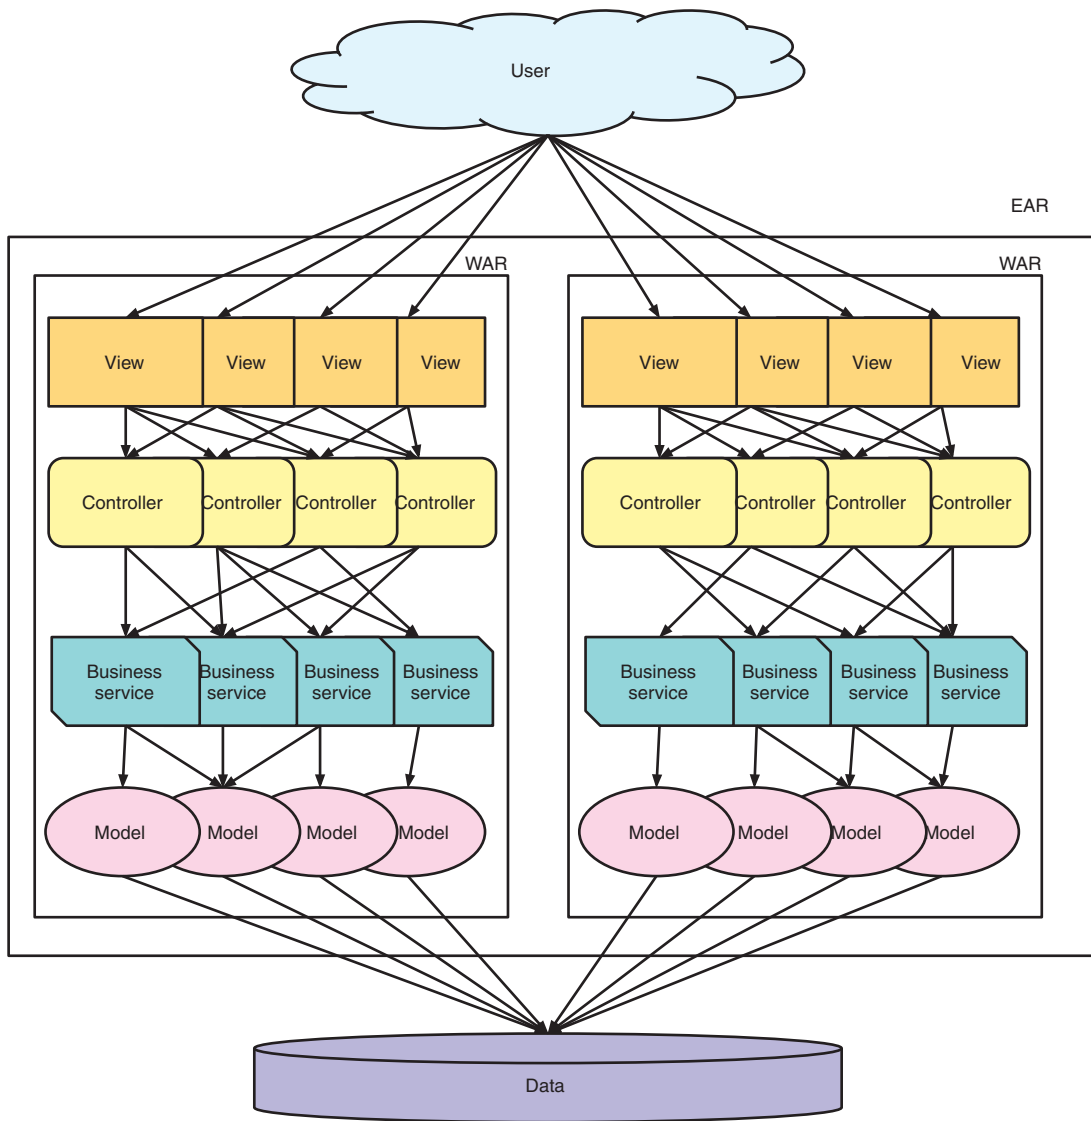 User
EAR
WAR
WAR
View
View
View
View
View
View
View
View
Controller
Controller
Controller
Controller
Controller
Controller
Controller
Controller
Business
service
Business
service
Business
service
Business
service
Business
service
Business
service
Business
service
Business
service
Model
Model
Model
Model
Model
Model
Model
Model
Data